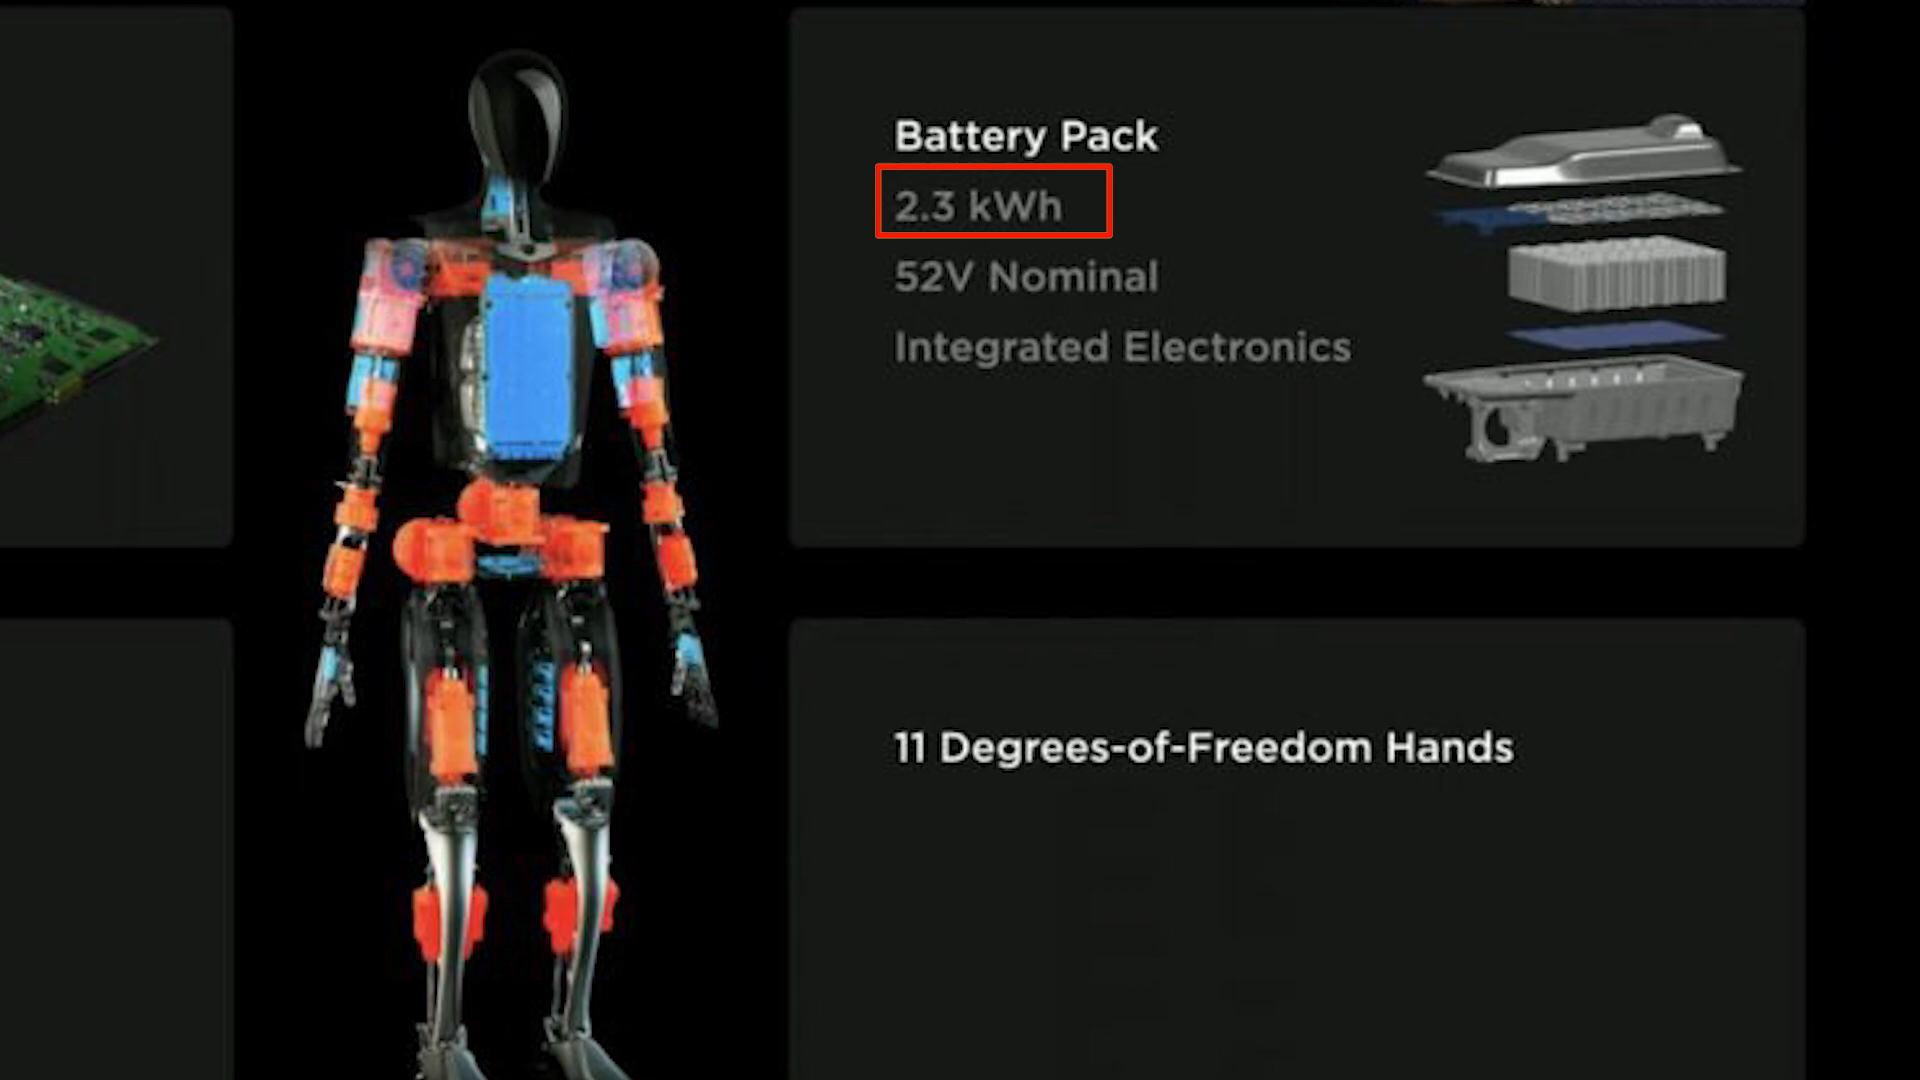 Battery Pack
2.3 kWh
52V Nominal
Integrated Electronics
11 Degrees-of-Freedom Hands